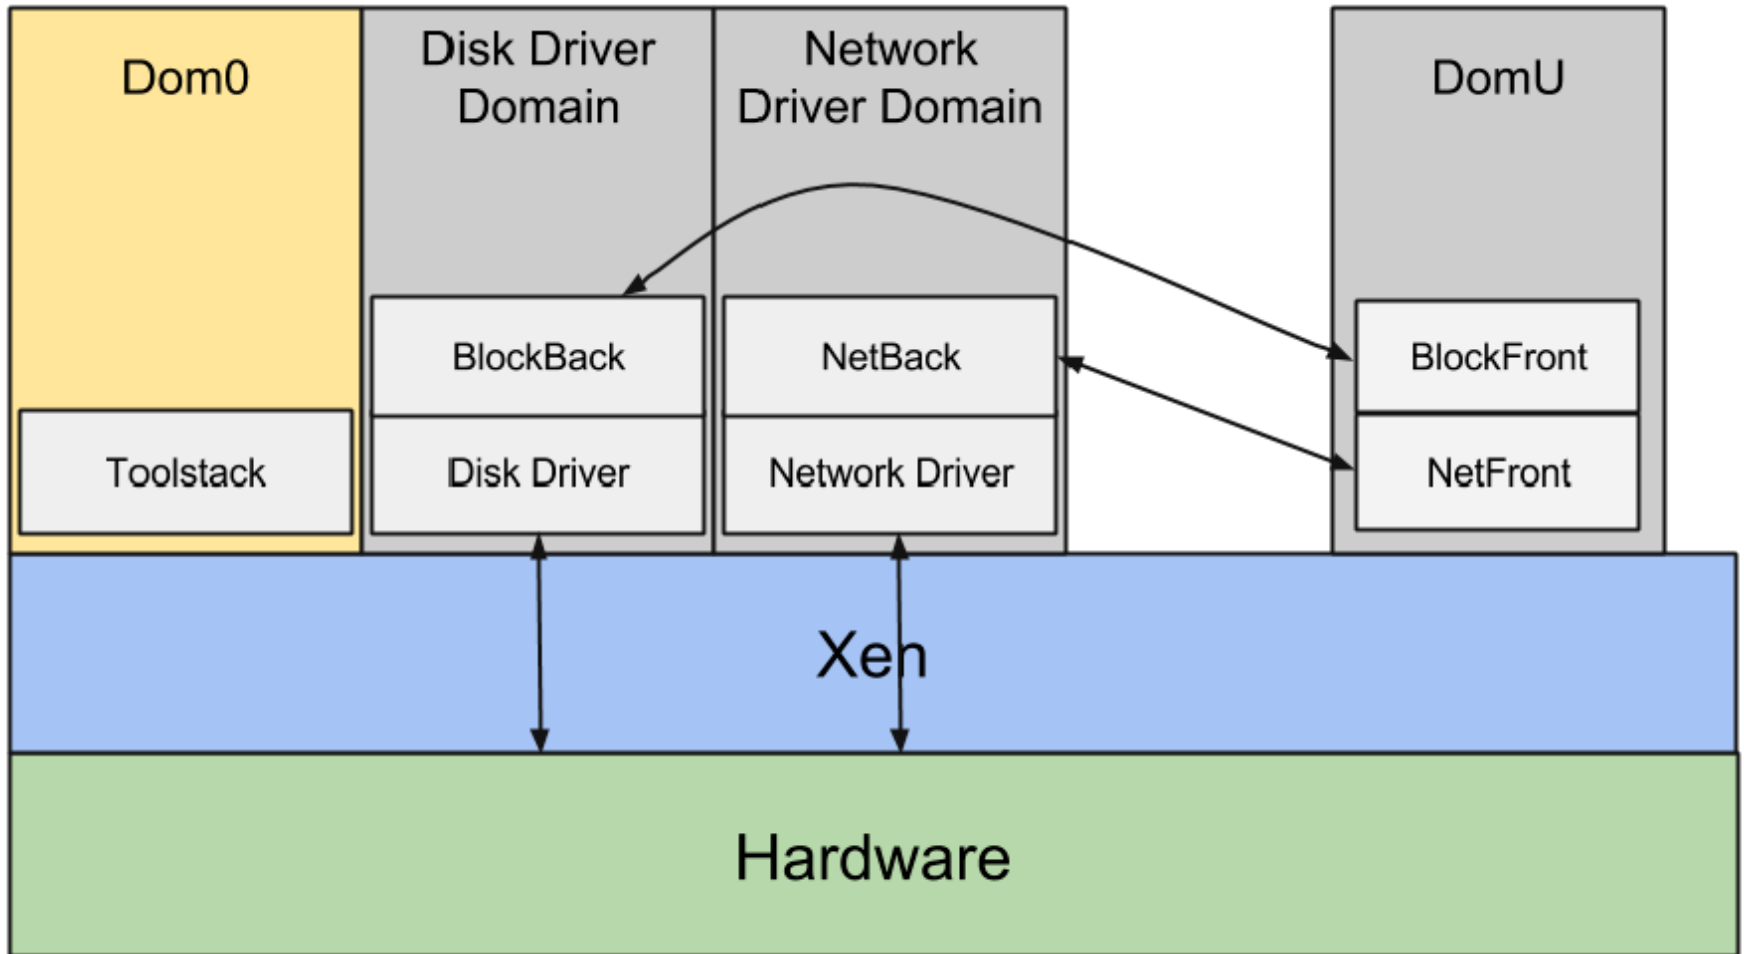 Dom0
Disk Driver
Domain
Network
Driver Domain
DomU
BlockBack
NetBack
BlockFront
Toolstack
Disk Driver
Network Driver
NetFront
Xen
Hardware